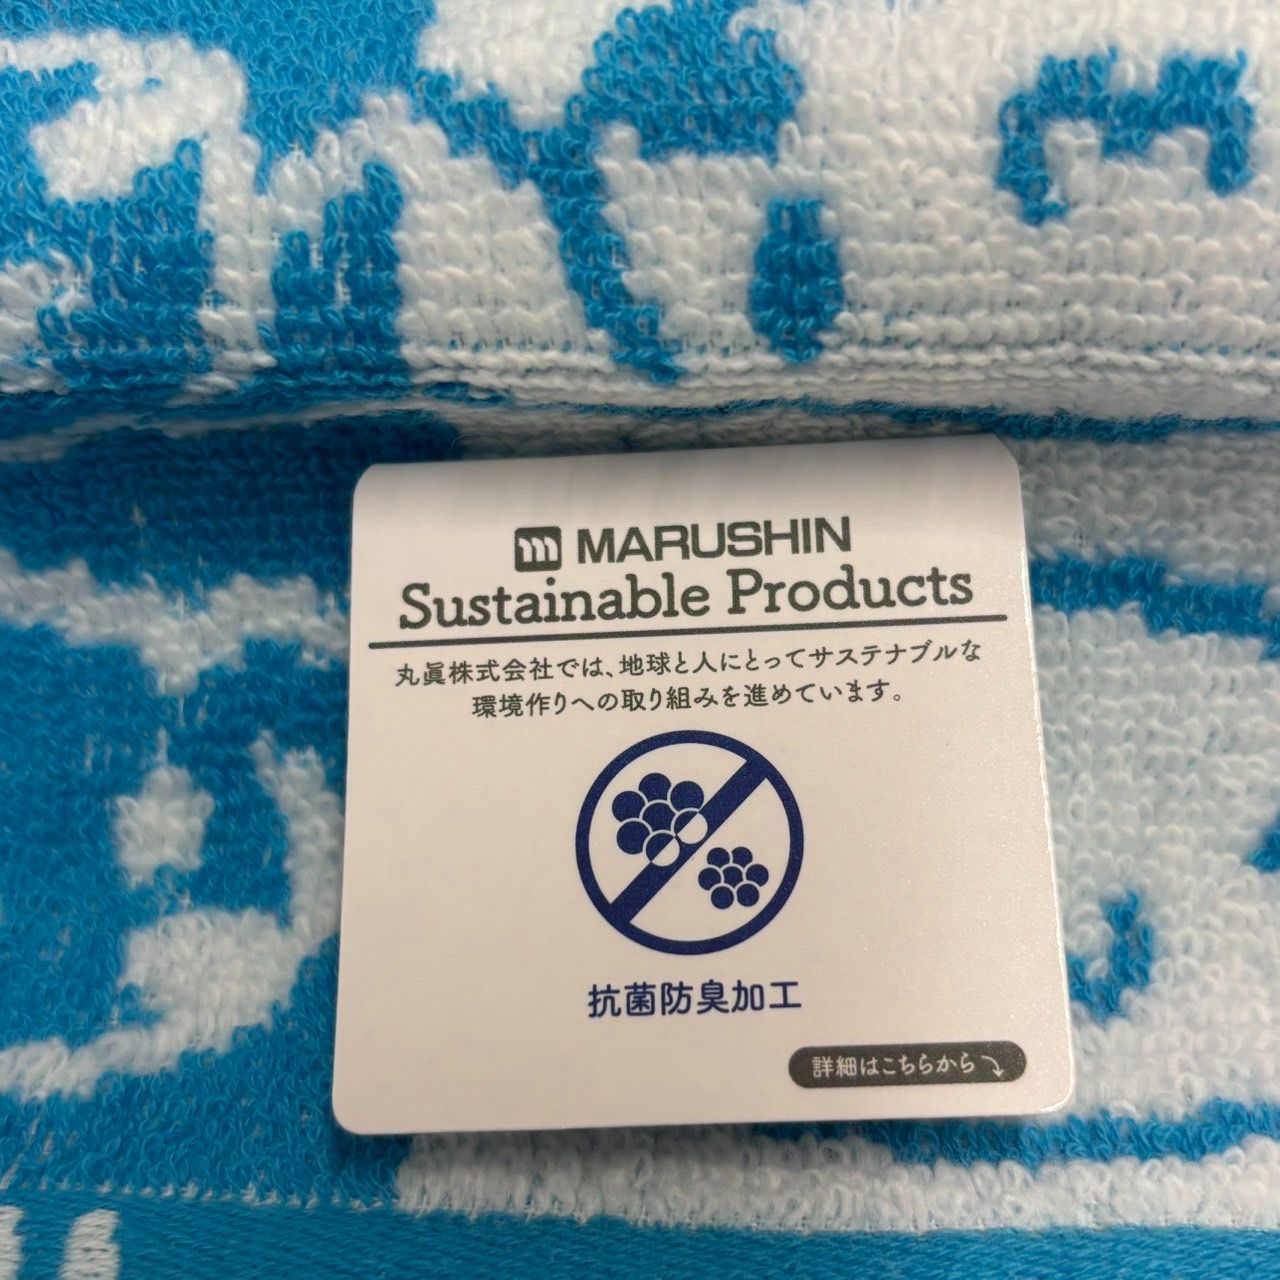 MARUSHIN
Sustainable Products
丸眞株式会社では、地球と人にとってサステナブルな
環境作りへの取り組みを進めています。
抗菌防臭加工
詳細はこちらから